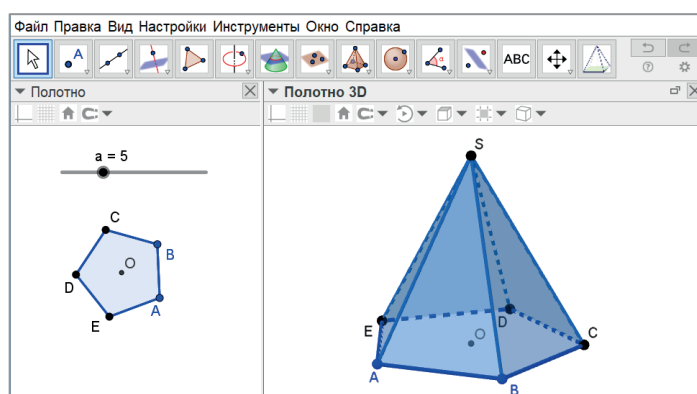 Файл Правка Вид Настройки Инструменты Окно Справка
A
α
ABC
Полотно
Полотно 3D
a = 5
C
B
O
D
A
E
S
E
D
C
O
A
B